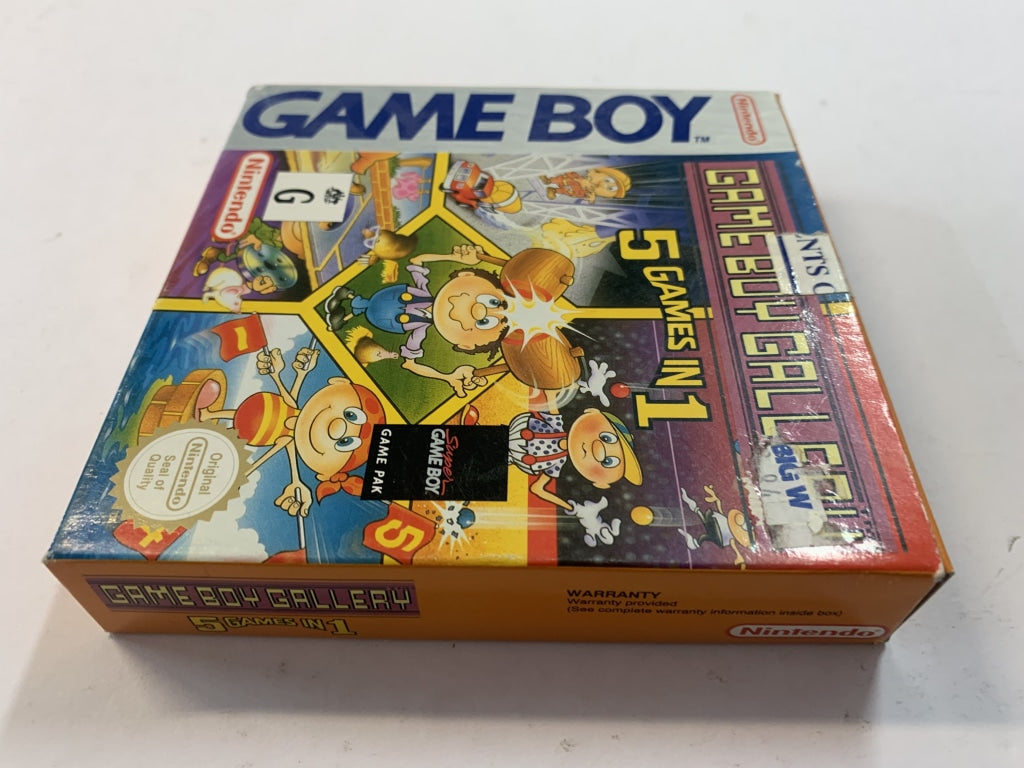 GAME BOY™
Nintendo
Nintendo
G
GAME BOY GALLERY
5 GAMES IN 1
NTS
BIG W
Super
GAME BOY
GAME PAK
Original
Nintendo
Seal of
Quality
5
GAME BOY GALLERY
5 GAMES IN 1
WARRANTY
Warranty provided
(See complete warranty information inside box)
Nintendo